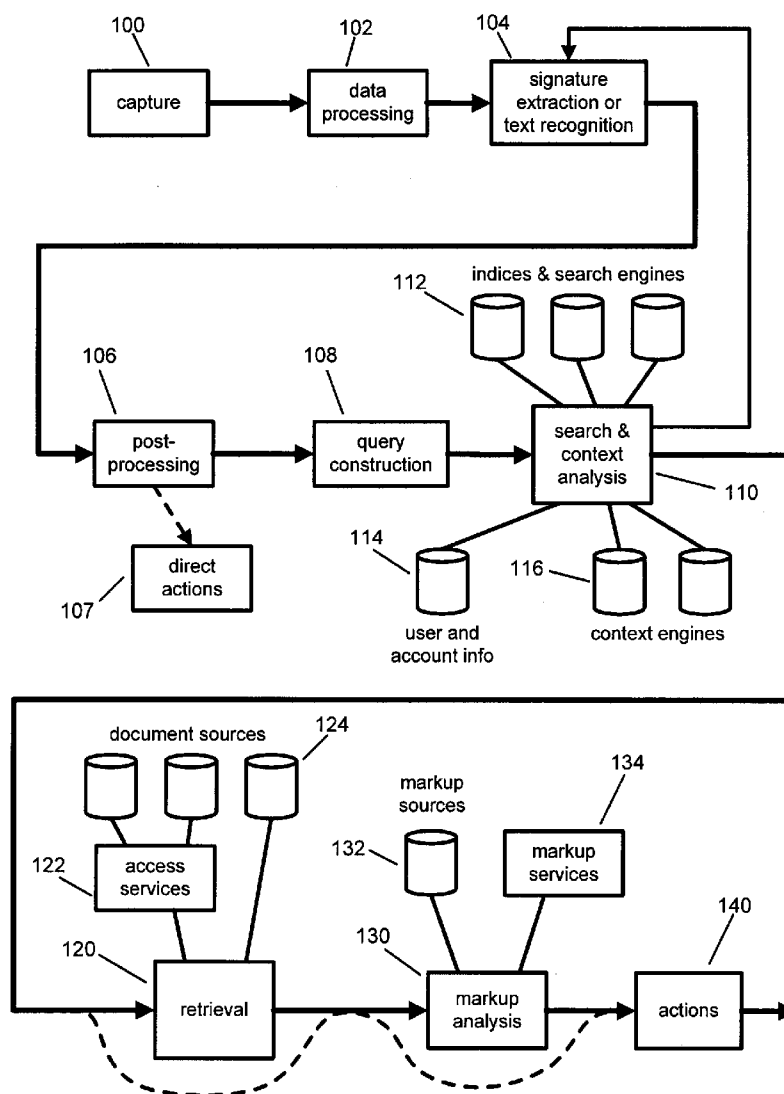 100
102
104
capture
data
processing
signature
extraction or
text recognition
indices & search engines
112
106
108
post-
processing
query
construction
search &
context
analysis
110
114
116
direct
actions
107
user and
account info
context engines
document sources
124
markup
sources
134
132
markup
services
access
services
122
120
130
140
retrieval
markup
analysis
actions